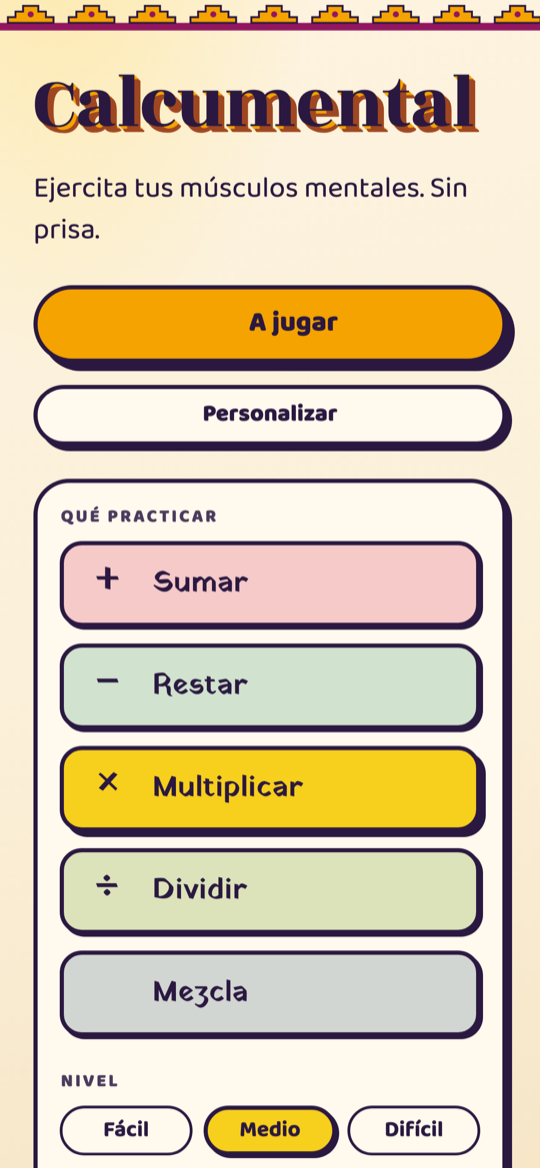 Calcumental
Ejercita tus músculos mentales. Sin
prisa.
A jugar
Personalizar
QUÉ PRACTICAR
+ Sumar
− Restar
× Multiplicar
÷ Dividir
Mezcla
NIVEL
Fácil Medio Difícil